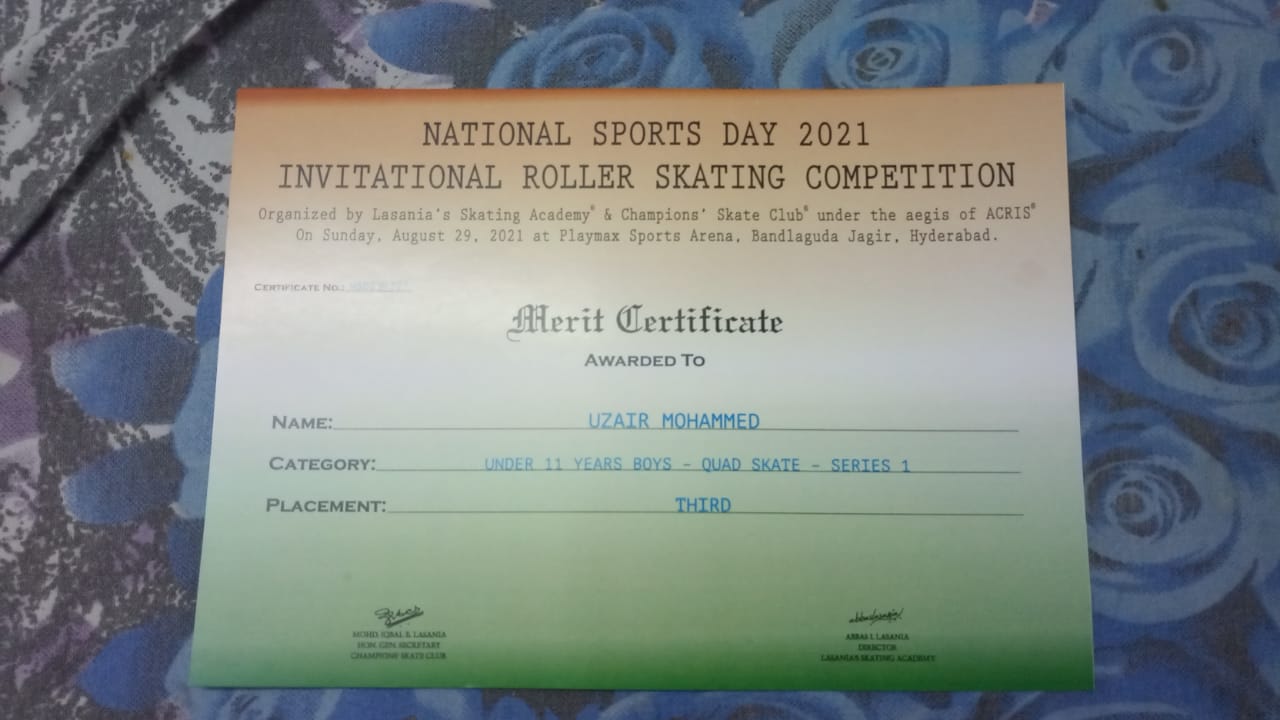 NATIONAL SPORTS DAY 2021
INVITATIONAL ROLLER SKATING COMPETITION
Organized by Lasania's Skating Academy® & Champions' Skate Club® under the aegis of ACRIS®
On Sunday, August 29, 2021 at Playmax Sports Arena, Bandlaguda Jagir, Hyderabad.
CERTIFICATE NO.:
Merit Certificate
AWARDED TO
NAME: UZAIR MOHAMMED
CATEGORY: UNDER 11 YEARS BOYS - QUAD SKATE - SERIES 1
PLACEMENT: THIRD
MOHD. IQBAL E. LASANIA
HON. GEN. SECRETARY
CHAMPIONS' SKATE CLUB
ABBAS I. LASANIA
DIRECTOR
LASANIA'S SKATING ACADEMY